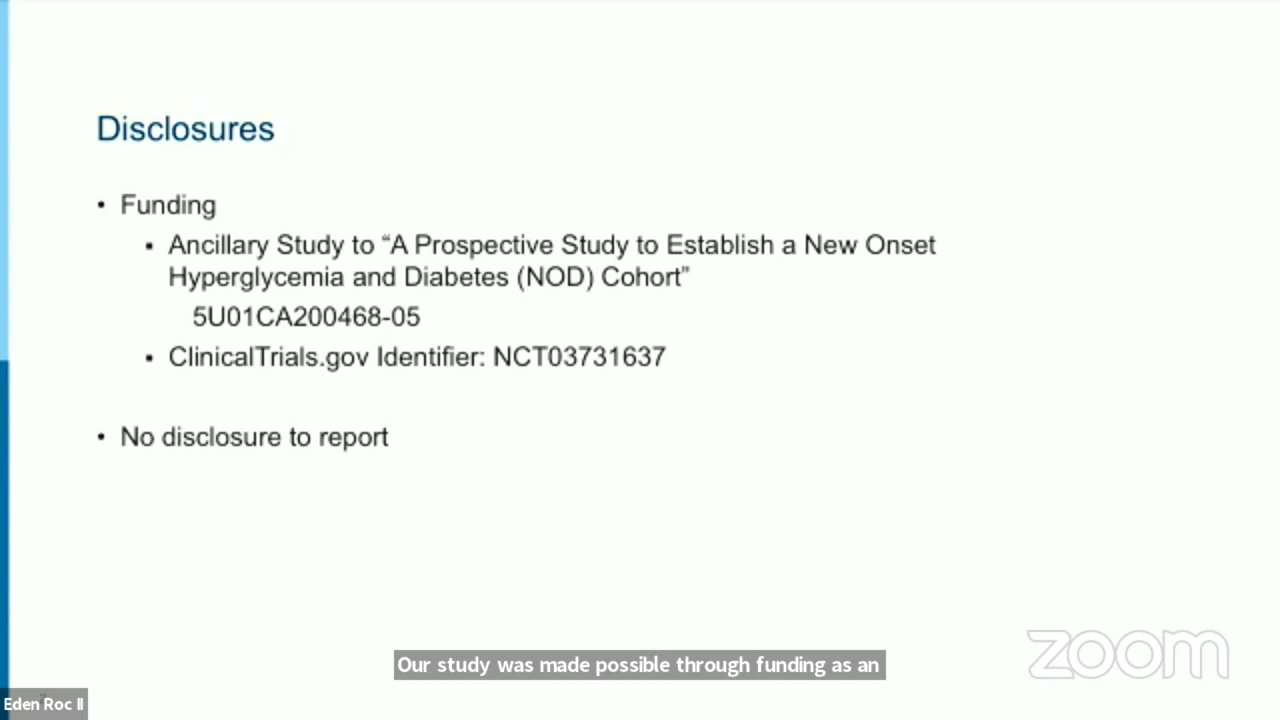 Disclosures
• Funding
▪ Ancillary Study to “A Prospective Study to Establish a New Onset
Hyperglycemia and Diabetes (NOD) Cohort”
5U01CA200468-05
▪ ClinicalTrials.gov Identifier: NCT03731637
• No disclosure to report
Our study was made possible through funding as an
zoom
Eden Roc II